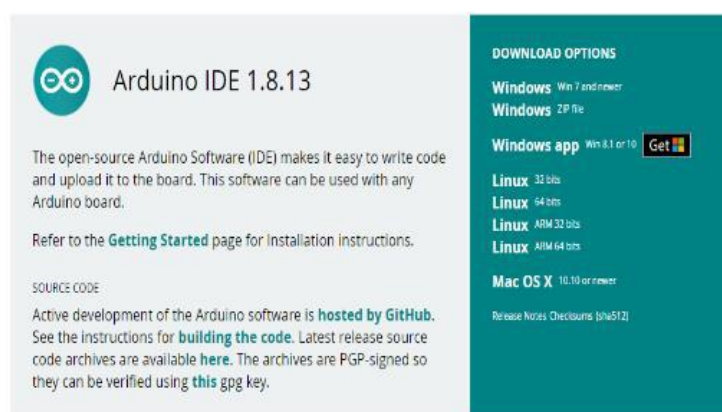 Arduino IDE 1.8.13
The open-source Arduino Software (IDE) makes it easy to write code
and upload it to the board. This software can be used with any
Arduino board.
Refer to the Getting Started page for Installation instructions.
SOURCE CODE
Active development of the Arduino software is hosted by GitHub.
See the instructions for building the code. Latest release source
code archives are available here. The archives are PGP-signed so
they can be verified using this gpg key.
DOWNLOAD OPTIONS
Windows Win 7 and newer
Windows ZIP file
Windows app Win 8.1 or 10 Get
Linux 32 bits
Linux 64 bits
Linux ARM 32 bits
Linux ARM 64 bits
Mac OS X 10.10 or newer
Release Notes Checksums (sha512)